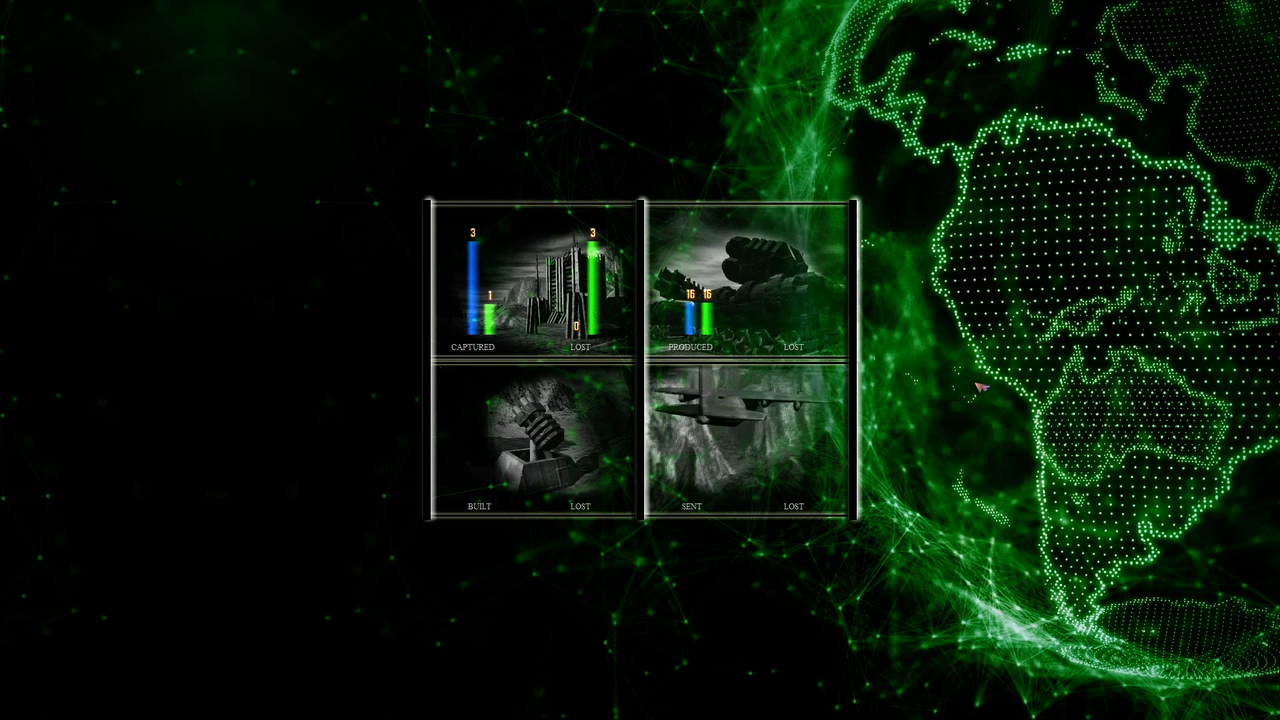 3 3
1
0
CAPTURED LOST
16 16
PRODUCED LOST
BUILT LOST
SENT LOST